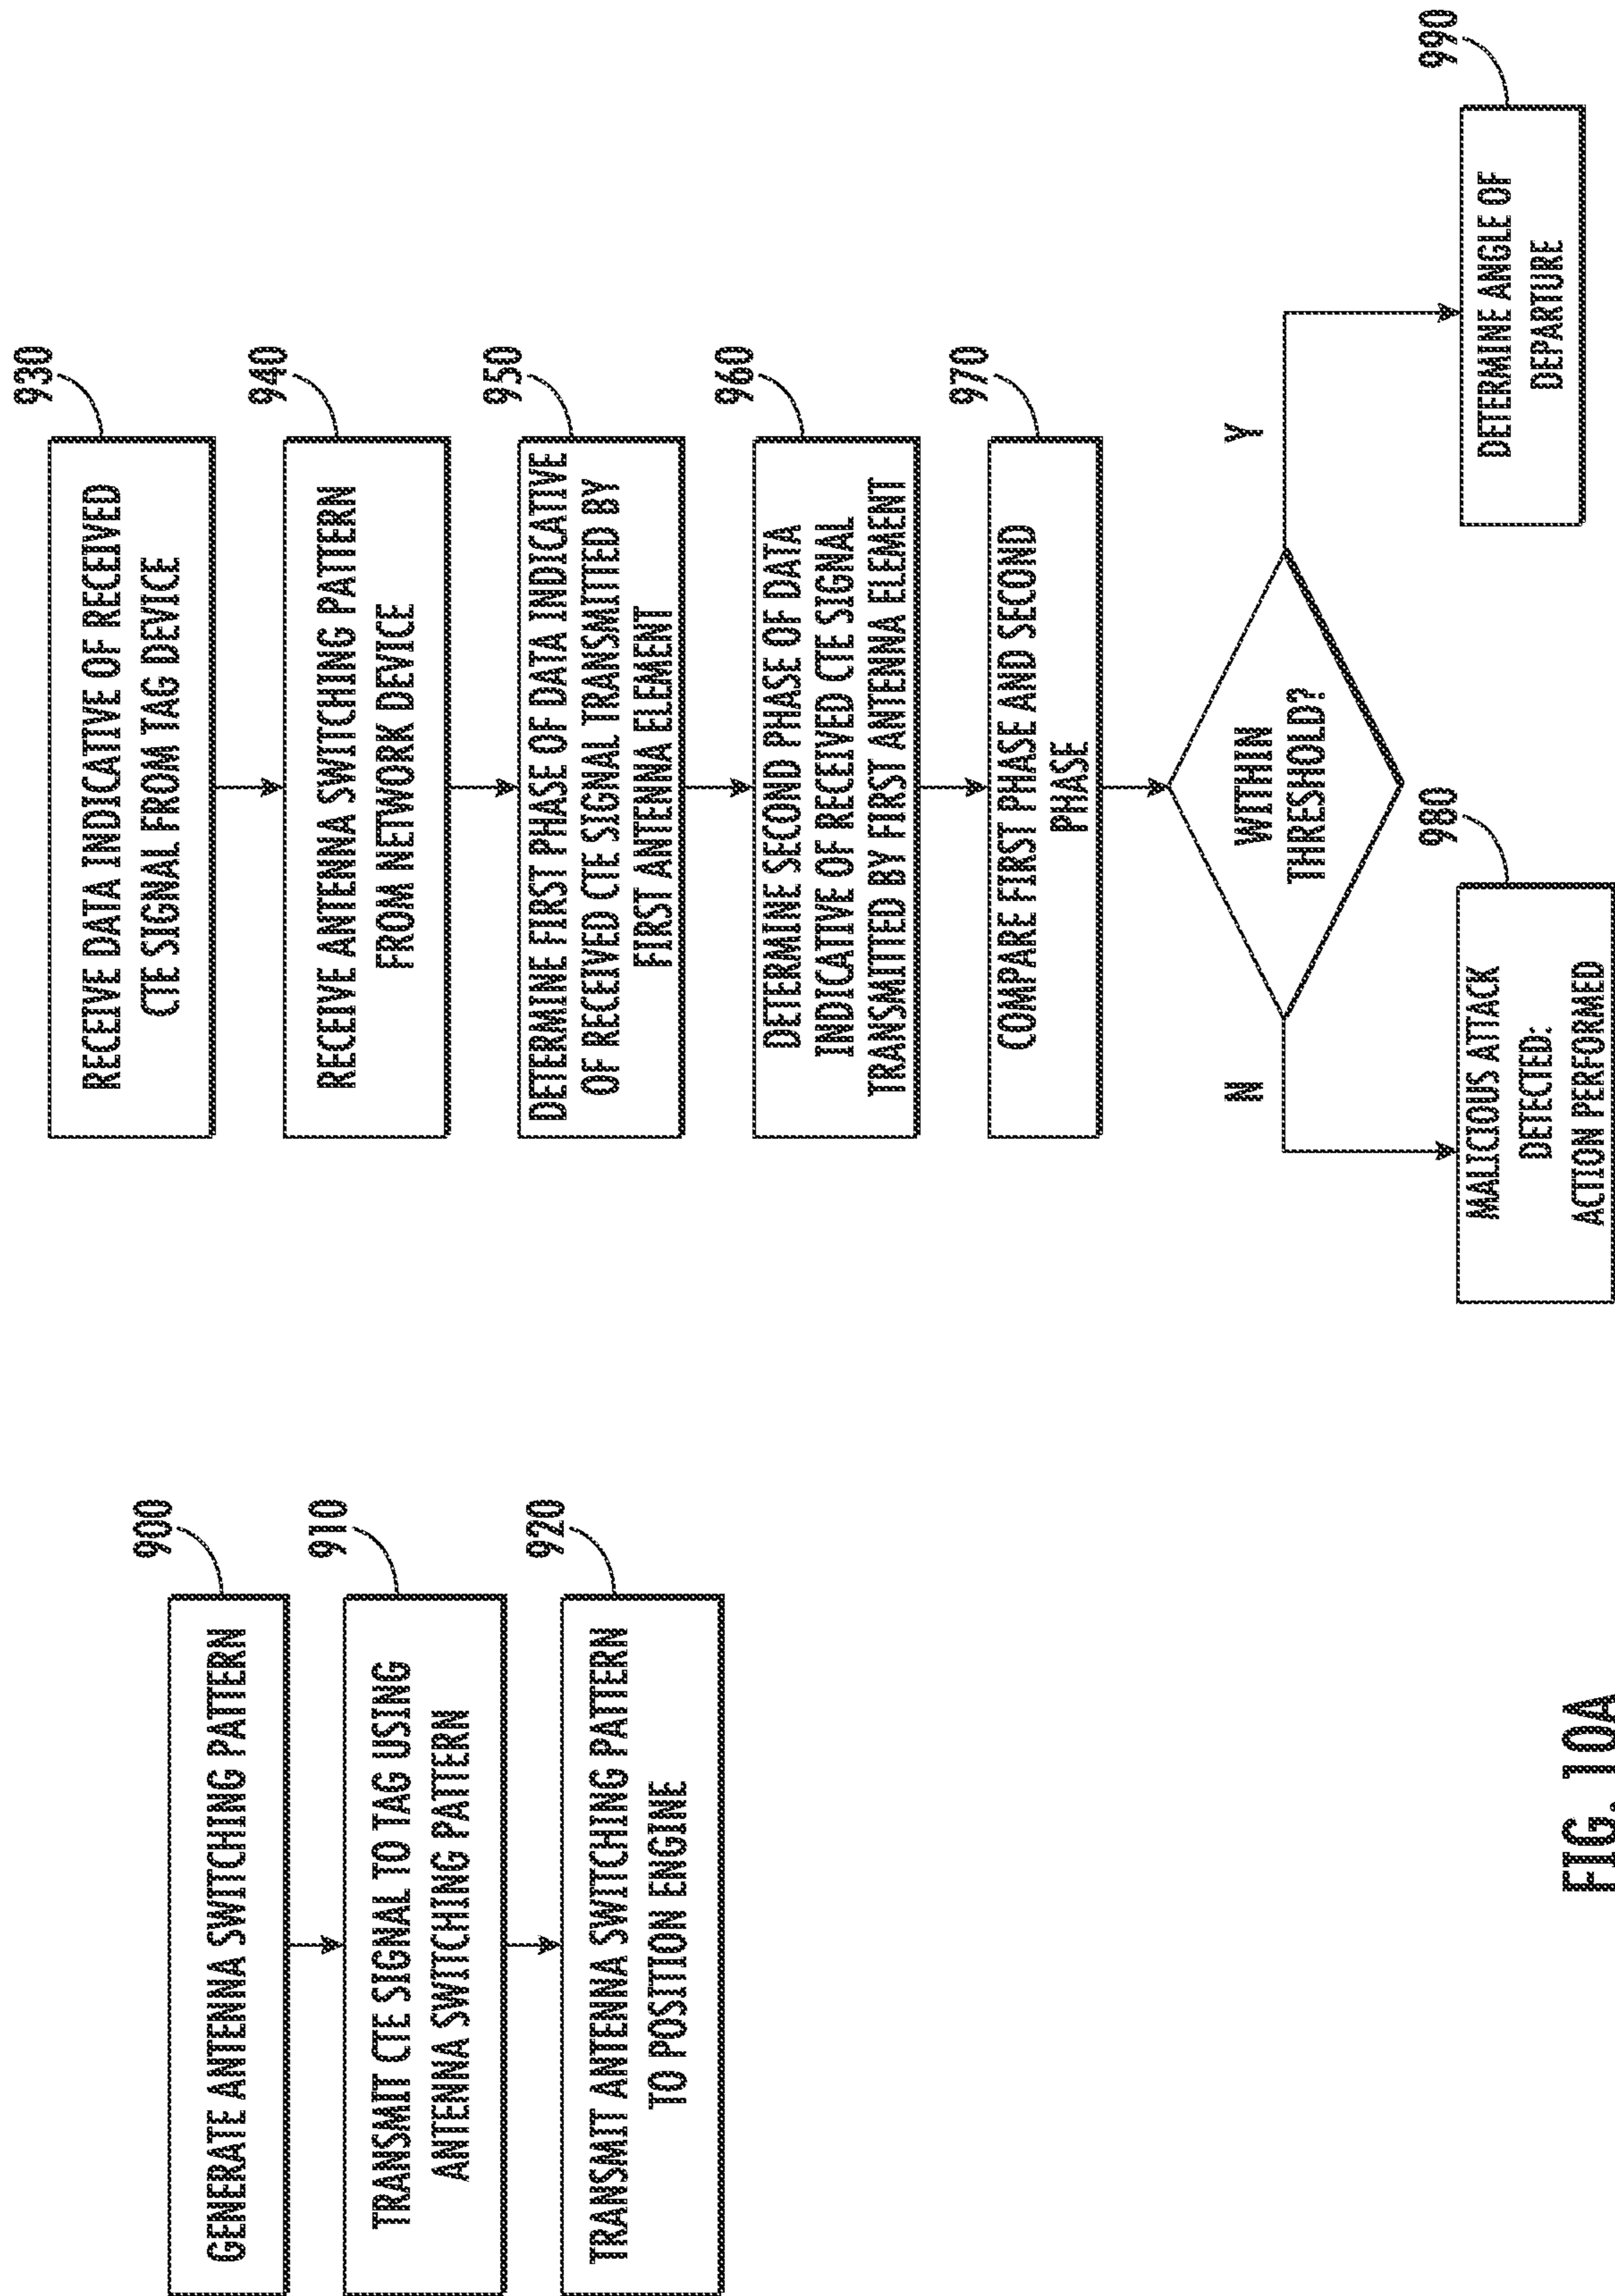 900
GENERATE ANTENNA SWITCHING PATTERN
910
TRANSMIT CTE SIGNAL TO TAG USING
ANTENNA SWITCHING PATTERN
920
TRANSMIT ANTENNA SWITCHING PATTERN
TO POSITION ENGINE
FIG. 10A
930
RECEIVE DATA INDICATIVE OF RECEIVED
CTE SIGNAL FROM TAG DEVICE
940
RECEIVE ANTENNA SWITCHING PATTERN
FROM NETWORK DEVICE
950
DETERMINE FIRST PHASE OF DATA INDICATIVE
OF RECEIVED CTE SIGNAL TRANSMITTED BY
FIRST ANTENNA ELEMENT
960
DETERMINE SECOND PHASE OF DATA
INDICATIVE OF RECEIVED CTE SIGNAL
TRANSMITTED BY FIRST ANTENNA ELEMENT
970
COMPARE FIRST PHASE AND SECOND
PHASE
WITHIN
THRESHOLD?
N
Y
980
MALICIOUS ATTACK
DETECTED:
ACTION PERFORMED
990
DETERMINE ANGLE OF
DEPARTURE